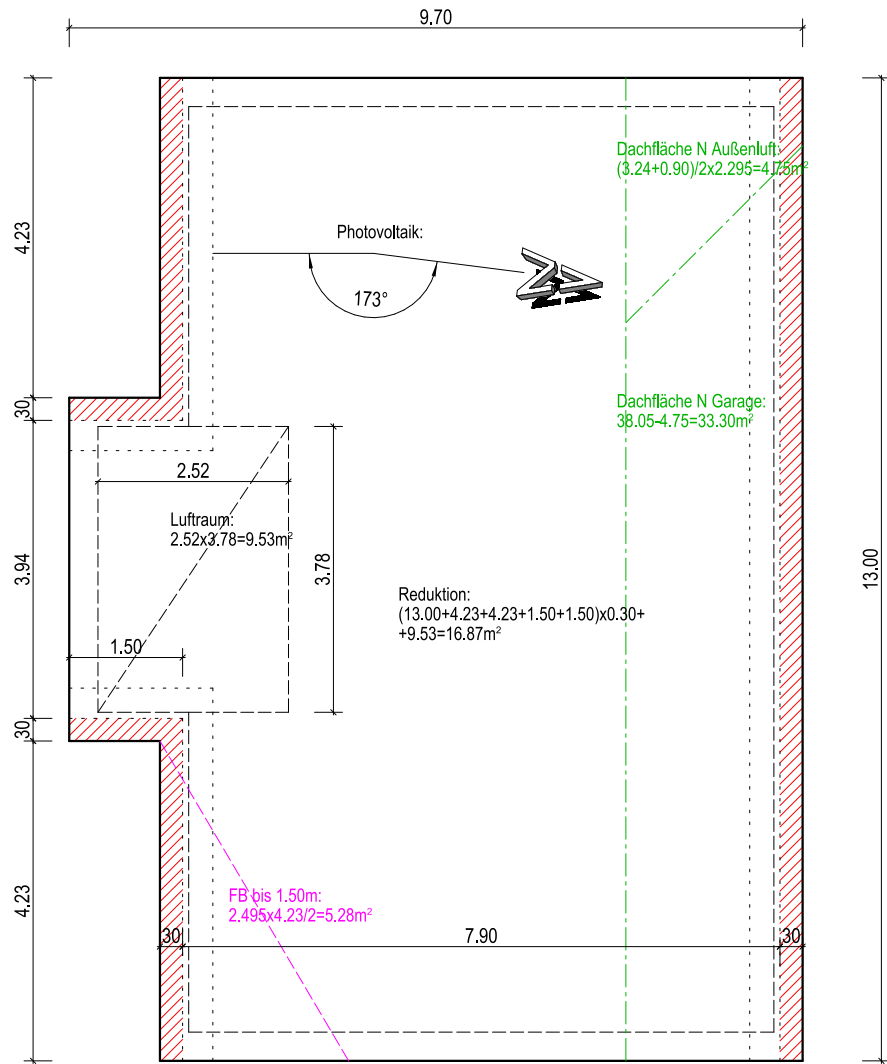 9.70
Dachfläche N Außenluft:
(3.24+0.90)/2x2.295=4.75m²
4.23
Photovoltaik:
173°
30
Dachfläche N Garage:
38.05-4.75=33.30m²
2.52
Luftraum:
2.52x3.78=9.53m²
3.94
3.78
13.00
Reduktion:
(13.00+4.23+4.23+1.50+1.50)x0.30+
+9.53=16.87m²
1.50
30
4.23
FB bis 1.50m:
2.495x4.23/2=5.28m²
30
7.90
30